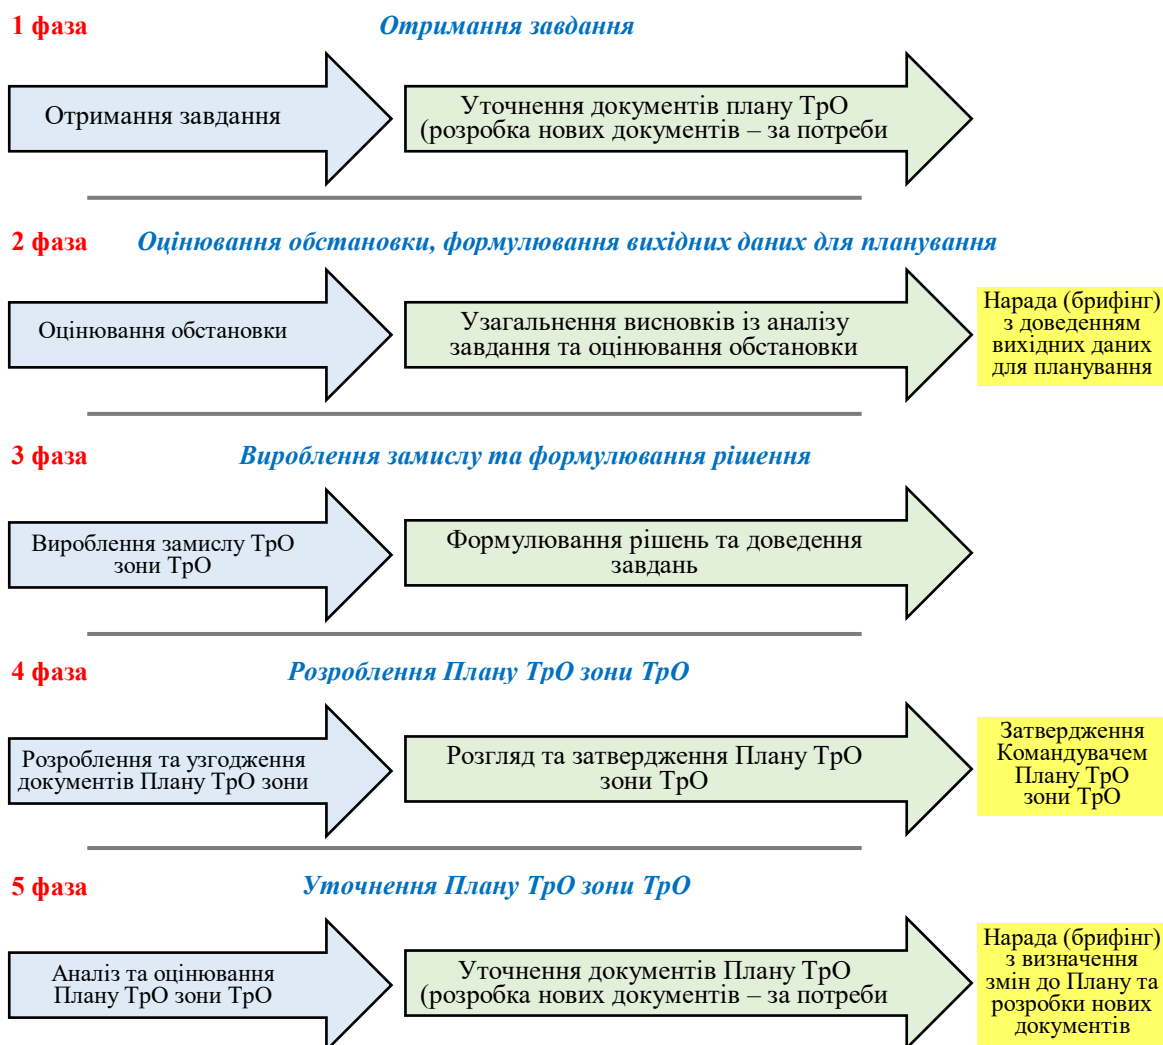 1 фаза Отримання завдання
Отримання завдання
Уточнення документів плану ТрО
(розробка нових документів – за потреби
2 фаза Оцінювання обстановки, формулювання вихідних даних для планування
Оцінювання обстановки
Узагальнення висновків із аналізу
завдання та оцінювання обстановки
Нарада (брифінг)
з доведенням
вихідних даних
для планування
3 фаза Вироблення замислу та формулювання рішення
Вироблення замислу ТрО
зони ТрО
Формулювання рішень та доведення
завдань
4 фаза Розроблення Плану ТрО зони ТрО
Розроблення та узгодження
документів Плану ТрО зони
Розгляд та затвердження Плану ТрО
зони ТрО
Затвердження
Командувачем
Плану ТрО
зони ТрО
5 фаза Уточнення Плану ТрО зони ТрО
Аналіз та оцінювання
Плану ТрО зони ТрО
Уточнення документів Плану ТрО
(розробка нових документів – за потреби
Нарада (брифінг)
з визначення
змін до Плану та
розробки нових
документів